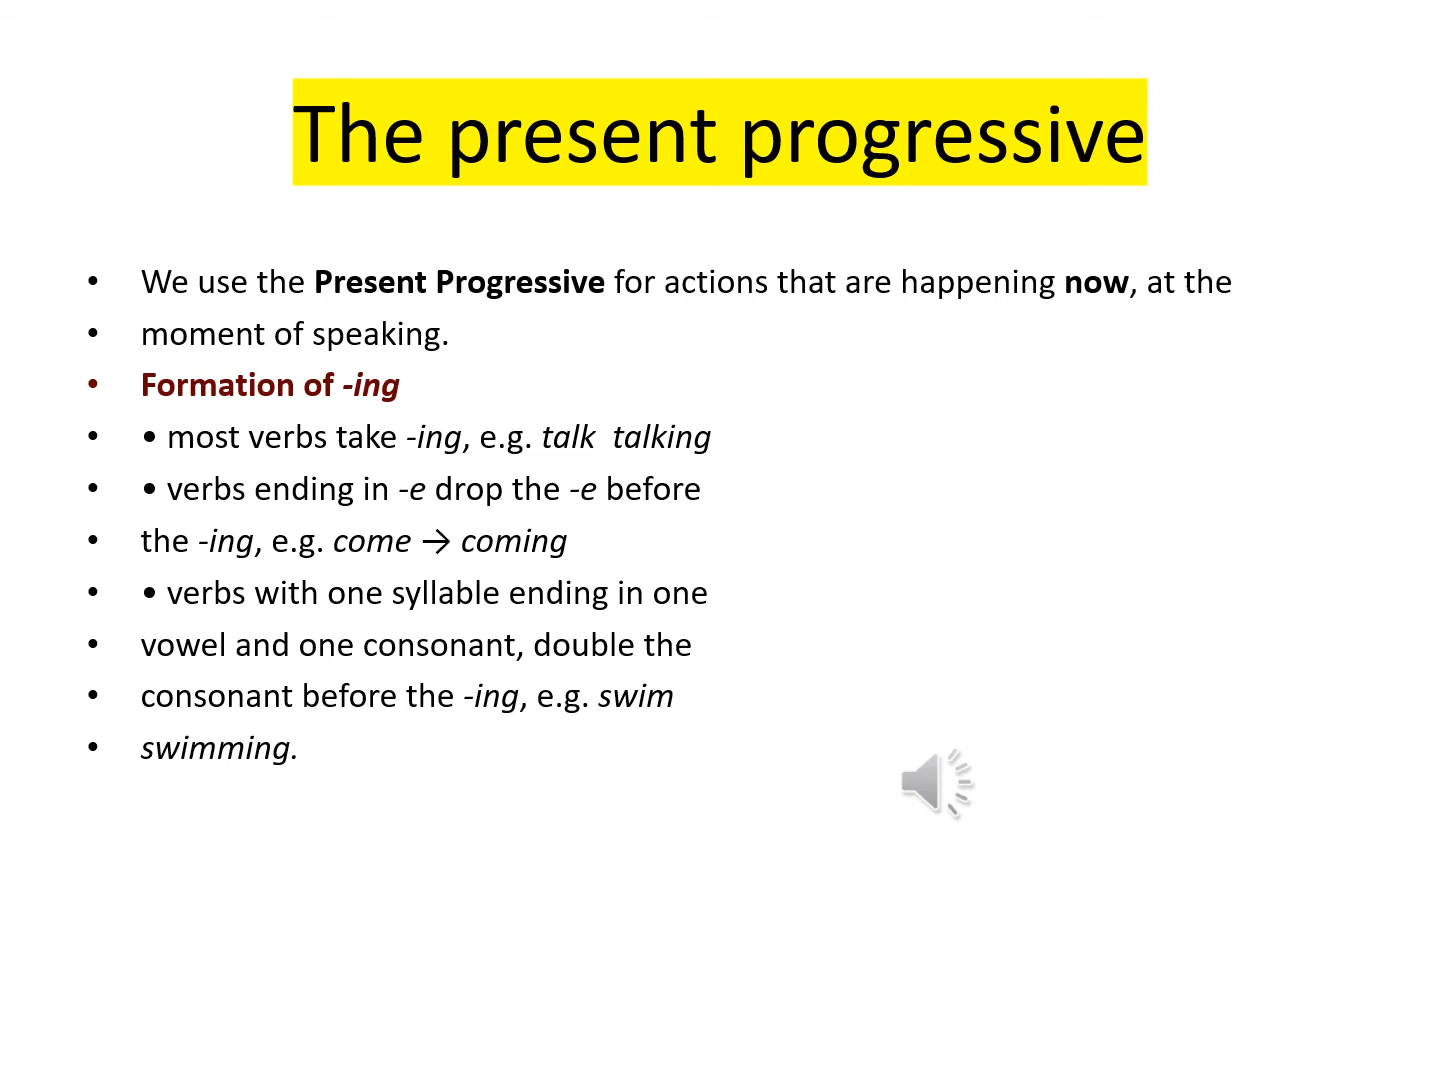 The present progressive
• We use the Present Progressive for actions that are happening now, at the
• moment of speaking.
• Formation of -ing
• • most verbs take -ing, e.g. talk  talking
• • verbs ending in -e drop the -e before
• the -ing, e.g. come → coming
• • verbs with one syllable ending in one
• vowel and one consonant, double the
• consonant before the -ing, e.g. swim
• swimming.